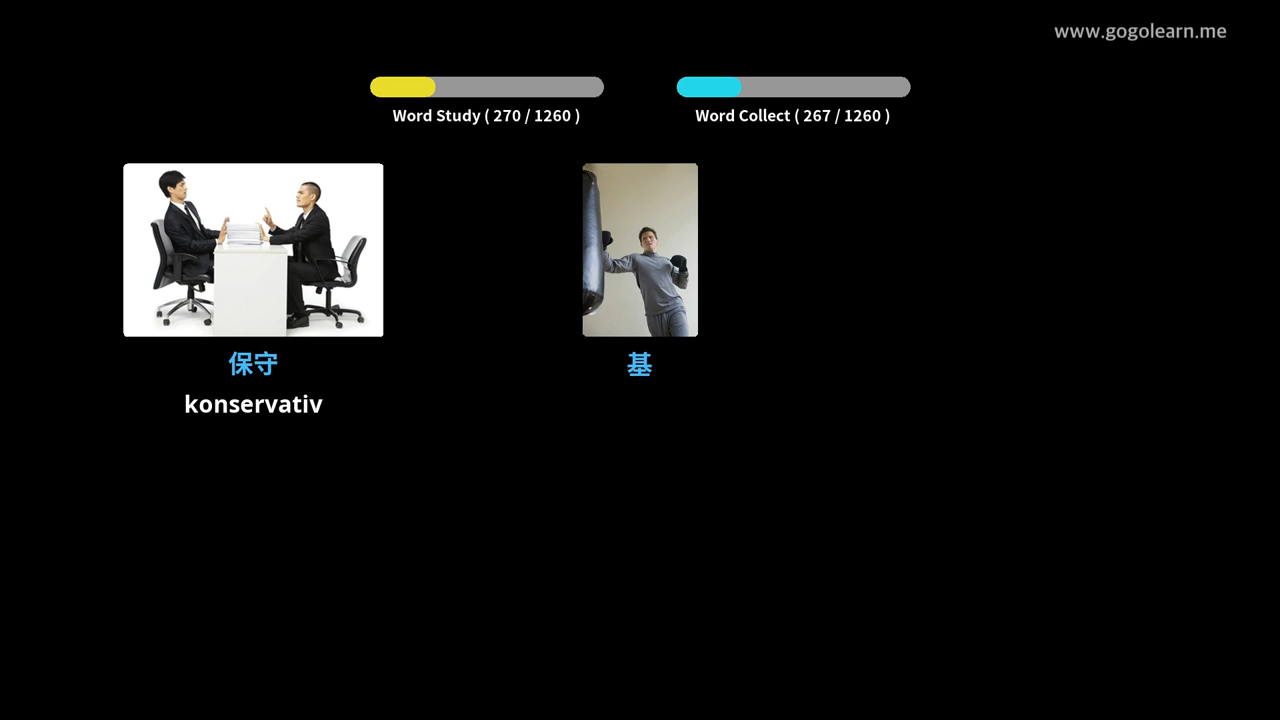 www.gogolearn.me
Word Study ( 270 / 1260 )
Word Collect ( 267 / 1260 )
保守
基
konservativ